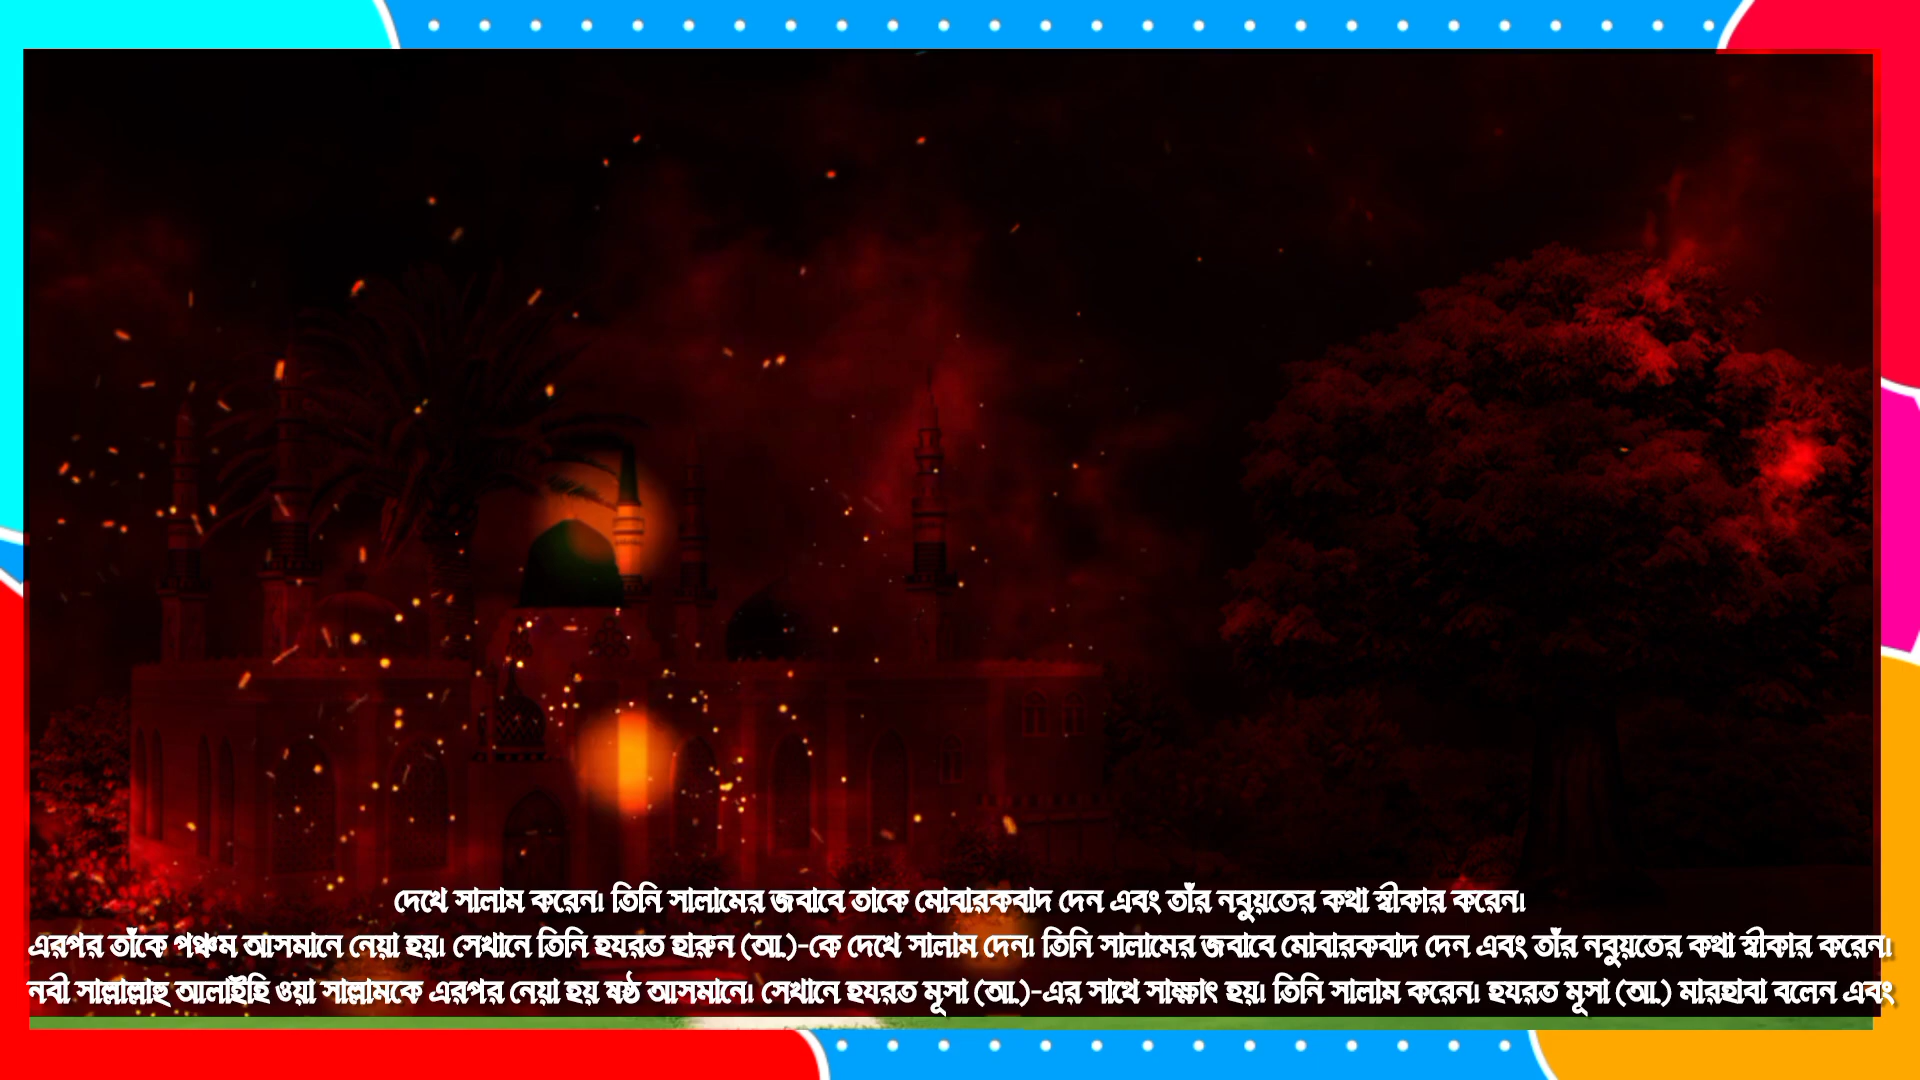 দেখে সালাম করেন। তিনি সালামের জবাবে তাকে মোবারকবাদ দেন এবং তাঁর নবুয়তের কথা স্বীকার করেন।
এরপর তাঁকে পঞ্চম আসমানে নেয়া হয়। সেখানে তিনি হযরত হারুন (আ.)-কে দেখে সালাম দেন। তিনি সালামের জবাবে মোবারকবাদ দেন এবং তাঁর নবুয়তের কথা স্বীকার করেন।
নবী সাল্লাল্লাহু আলাইহি ওয়া সাল্লামকে এরপর নেয়া হয় ষষ্ঠ আসমানে। সেখানে হযরত মূসা (আ.)-এর সাথে সাক্ষাৎ হয়। তিনি সালাম করেন। হযরত মূসা (আ.) মারহাবা বলেন এবং